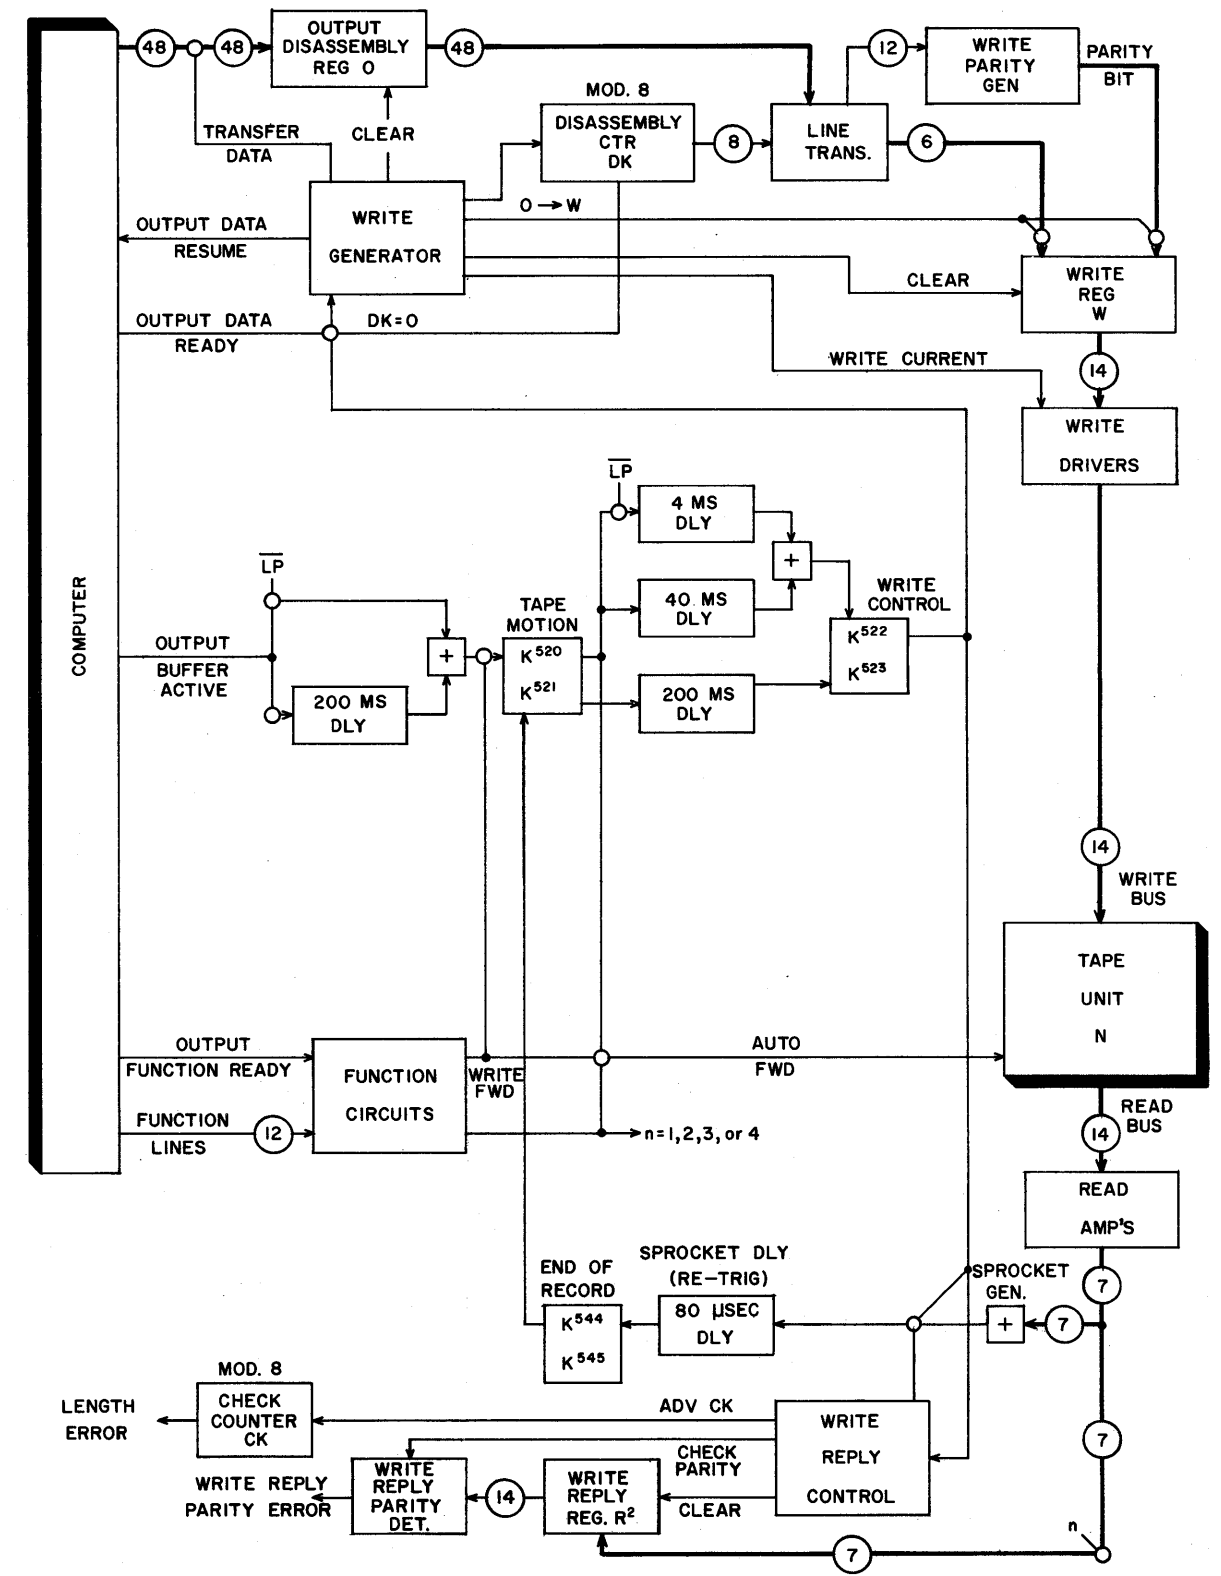 48
48
OUTPUT
DISASSEMBLY
REG O
48
12
WRITE
PARITY
GEN
PARITY
BIT
MOD. 8
DISASSEMBLY
CTR
DK
8
LINE
TRANS.
6
TRANSFER
DATA
CLEAR
WRITE
GENERATOR
O → W
OUTPUT DATA
RESUME
CLEAR
WRITE
REG
W
OUTPUT DATA
READY
DK=O
14
WRITE CURRENT
WRITE
DRIVERS
COMPUTER
L̅P̅
4 MS
DLY
+
L̅P̅
40 MS
DLY
WRITE
CONTROL
K⁵²²
K⁵²³
TAPE
MOTION
K⁵²⁰
K⁵²¹
OUTPUT
BUFFER
ACTIVE
+
200 MS
DLY
200 MS
DLY
14
WRITE
BUS
TAPE
UNIT
N
OUTPUT
FUNCTION READY
FUNCTION
CIRCUITS
WRITE
FWD
AUTO
FWD
FUNCTION
LINES
12
n=1,2,3, or 4
READ
BUS
14
READ
AMP'S
7
SPROCKET DLY
(RE-TRIG)
80 µSEC
DLY
END OF
RECORD
K⁵⁴⁴
K⁵⁴⁵
SPROCKET
GEN.
+
7
MOD. 8
CHECK
COUNTER
CK
LENGTH
ERROR
ADV CK
WRITE
REPLY
CONTROL
7
CHECK
PARITY
CLEAR
WRITE REPLY
PARITY ERROR
WRITE
REPLY
PARITY
DET.
14
WRITE
REPLY
REG. R²
7
n